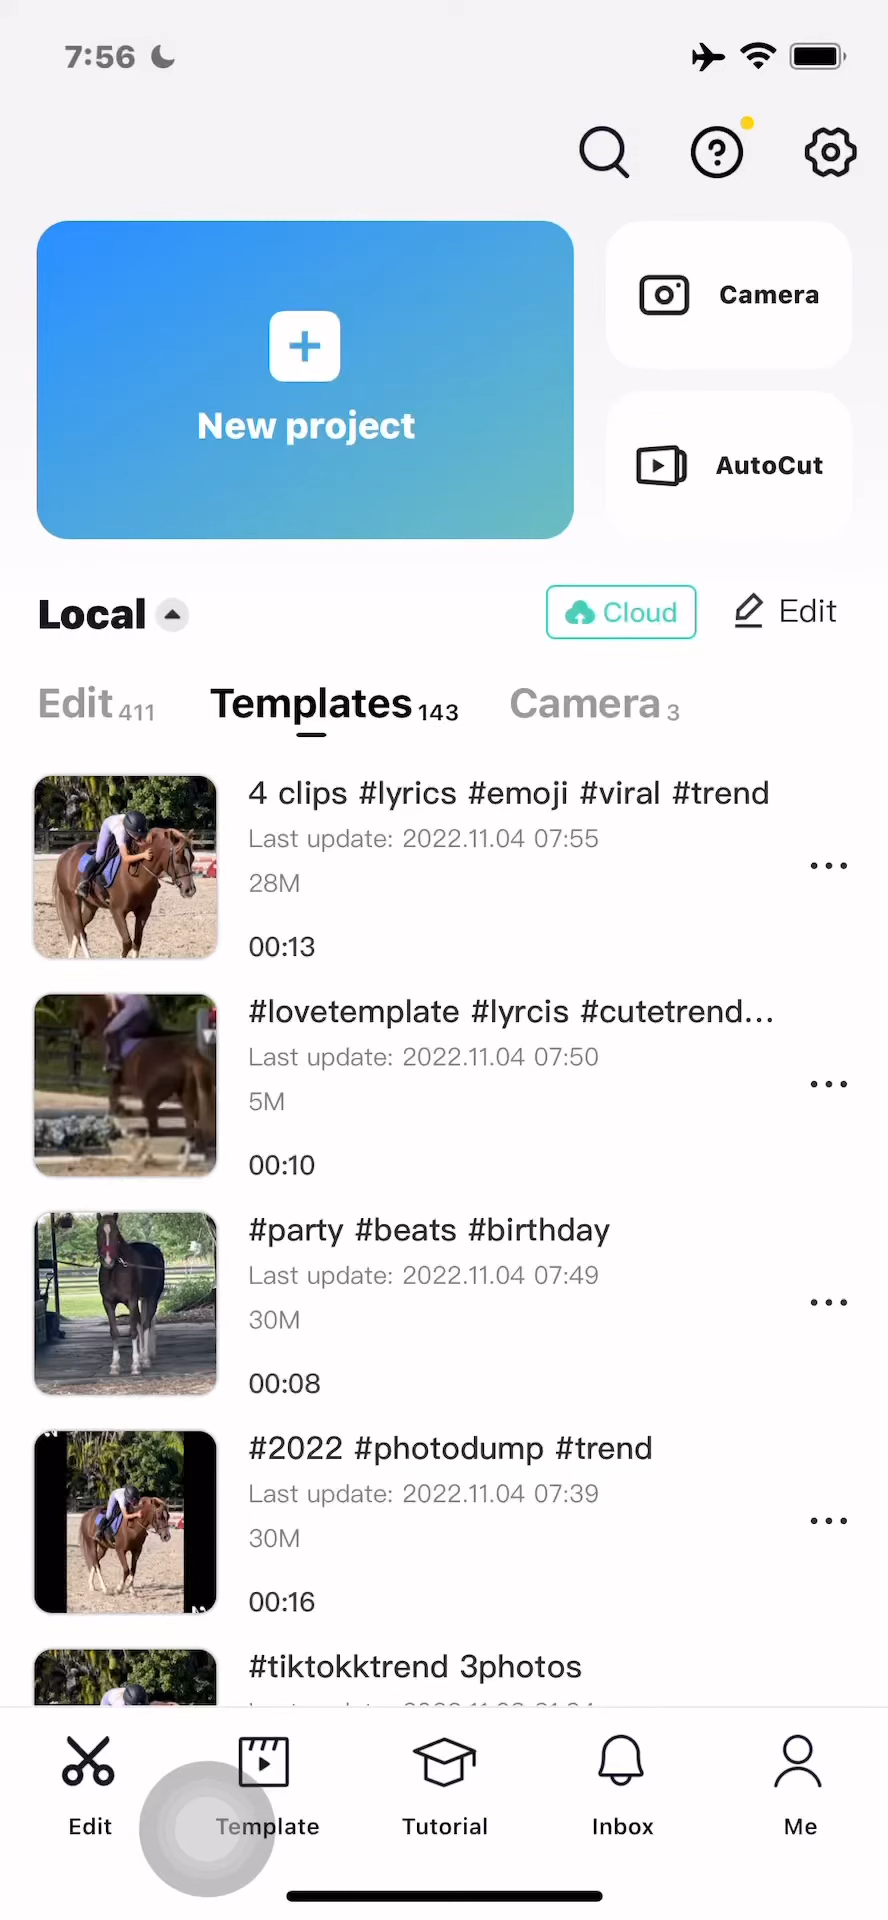 7:56
Camera
New project
AutoCut
Local
Cloud
Edit
Edit 411
Templates 143
Camera 3
4 clips #lyrics #emoji #viral #trend
Last update: 2022.11.04 07:55
28M
00:13
#lovetemplate #lyrcis #cutetrend...
Last update: 2022.11.04 07:50
5M
00:10
#party #beats #birthday
Last update: 2022.11.04 07:49
30M
00:08
#2022 #photodump #trend
Last update: 2022.11.04 07:39
30M
00:16
#tiktokktrend 3photos
Edit
Template
Tutorial
Inbox
Me